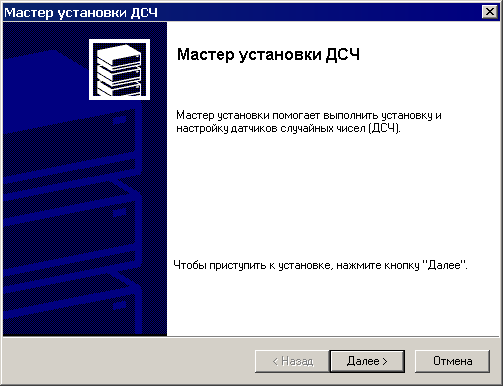 Мастер установки ДСЧ
Мастер установки ДСЧ
Мастер установки помогает выполнить установку и
настройку датчиков случайных чисел (ДСЧ).
Чтобы приступить к установке, нажмите кнопку "Далее".
< Назад
Далее >
Отмена